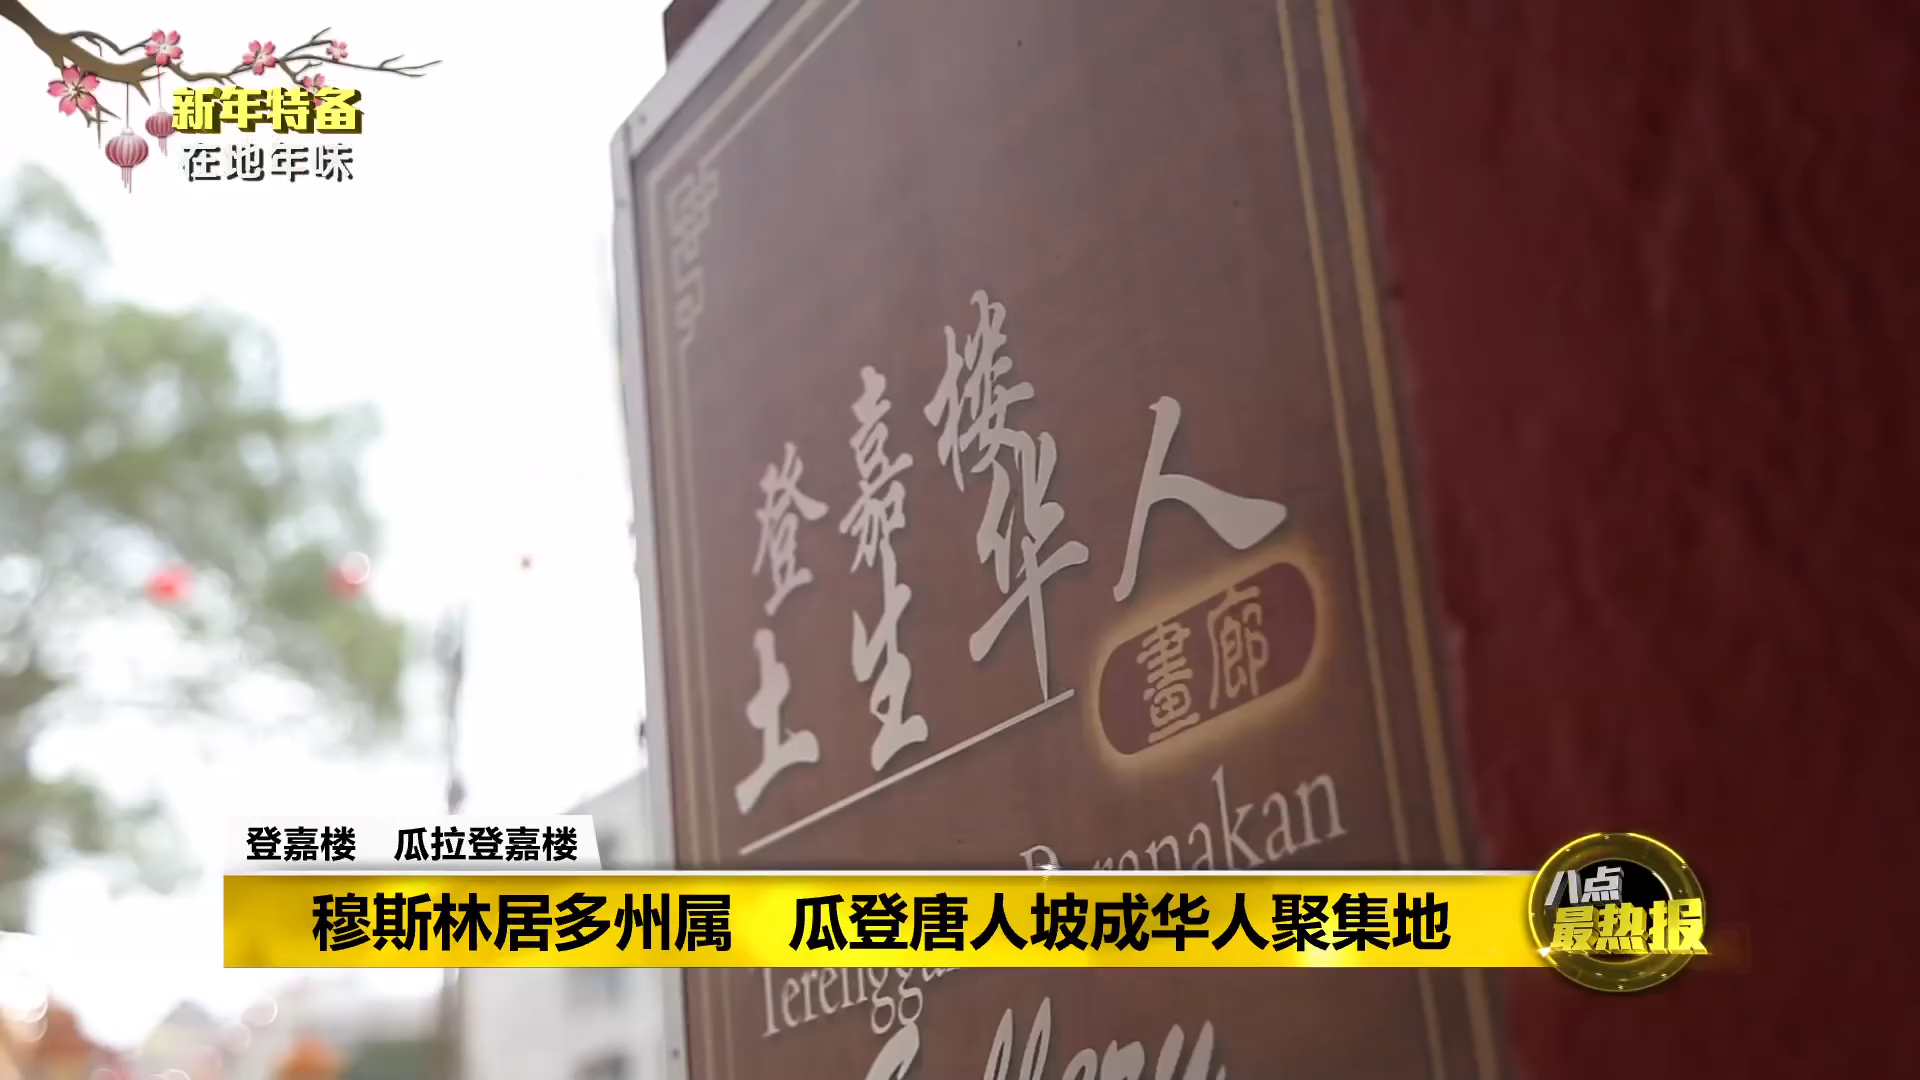 新年特备
在地年味
登嘉楼
土生华人
畫廊
Peranakan
登嘉楼 瓜拉登嘉楼
穆斯林居多州属 瓜登唐人坡成华人聚集地
八点
最热报
Gallery